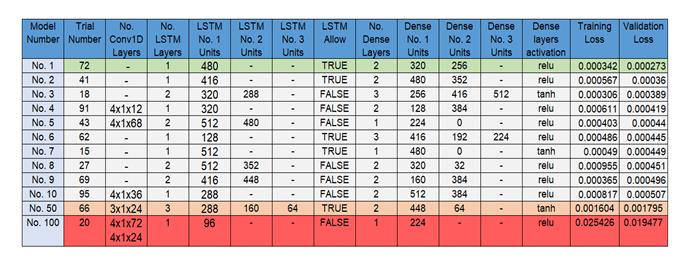 Model Number | Trial Number | No. Conv1D Layers | No. LSTM Layers | LSTM No. 1 Units | LSTM No. 2 Units | LSTM No. 3 Units | LSTM Allow | No. Dense Layers | Dense No. 1 Units | Dense No. 2 Units | Dense No. 3 Units | Dense layers activation | Training Loss | Validation Loss
No. 1 | 72 | - | 1 | 480 | - | - | TRUE | 2 | 320 | 256 | - | relu | 0.000342 | 0.000273
No. 2 | 41 | - | 1 | 416 | - | - | TRUE | 2 | 480 | 352 | - | relu | 0.000567 | 0.00036
No. 3 | 18 | - | 2 | 320 | 288 | - | FALSE | 3 | 256 | 416 | 512 | tanh | 0.000306 | 0.000389
No. 4 | 91 | 4x1x12 | 1 | 320 | - | - | FALSE | 2 | 128 | 384 | - | relu | 0.000611 | 0.000419
No. 5 | 43 | 4x1x68 | 2 | 512 | 480 | - | FALSE | 1 | 224 | 0 | - | relu | 0.000403 | 0.00044
No. 6 | 62 | - | 1 | 128 | - | - | TRUE | 3 | 416 | 192 | 224 | relu | 0.000486 | 0.000445
No. 7 | 15 | - | 1 | 512 | - | - | TRUE | 1 | 480 | 0 | - | tanh | 0.00049 | 0.000449
No. 8 | 27 | - | 2 | 512 | 352 | - | FALSE | 2 | 320 | 32 | - | relu | 0.000955 | 0.000451
No. 9 | 69 | - | 2 | 416 | 448 | - | FALSE | 2 | 160 | 384 | - | relu | 0.000365 | 0.000496
No. 10 | 95 | 4x1x36 | 1 | 288 | - | - | FALSE | 2 | 512 | 384 | - | relu | 0.000817 | 0.000507
No. 50 | 66 | 3x1x24 | 3 | 288 | 160 | 64 | TRUE | 2 | 448 | 64 | - | tanh | 0.001604 | 0.001795
No. 100 | 20 | 4x1x72 4x1x24 | 1 | 96 | - | - | FALSE | 1 | 224 | - | - | relu | 0.025426 | 0.019477